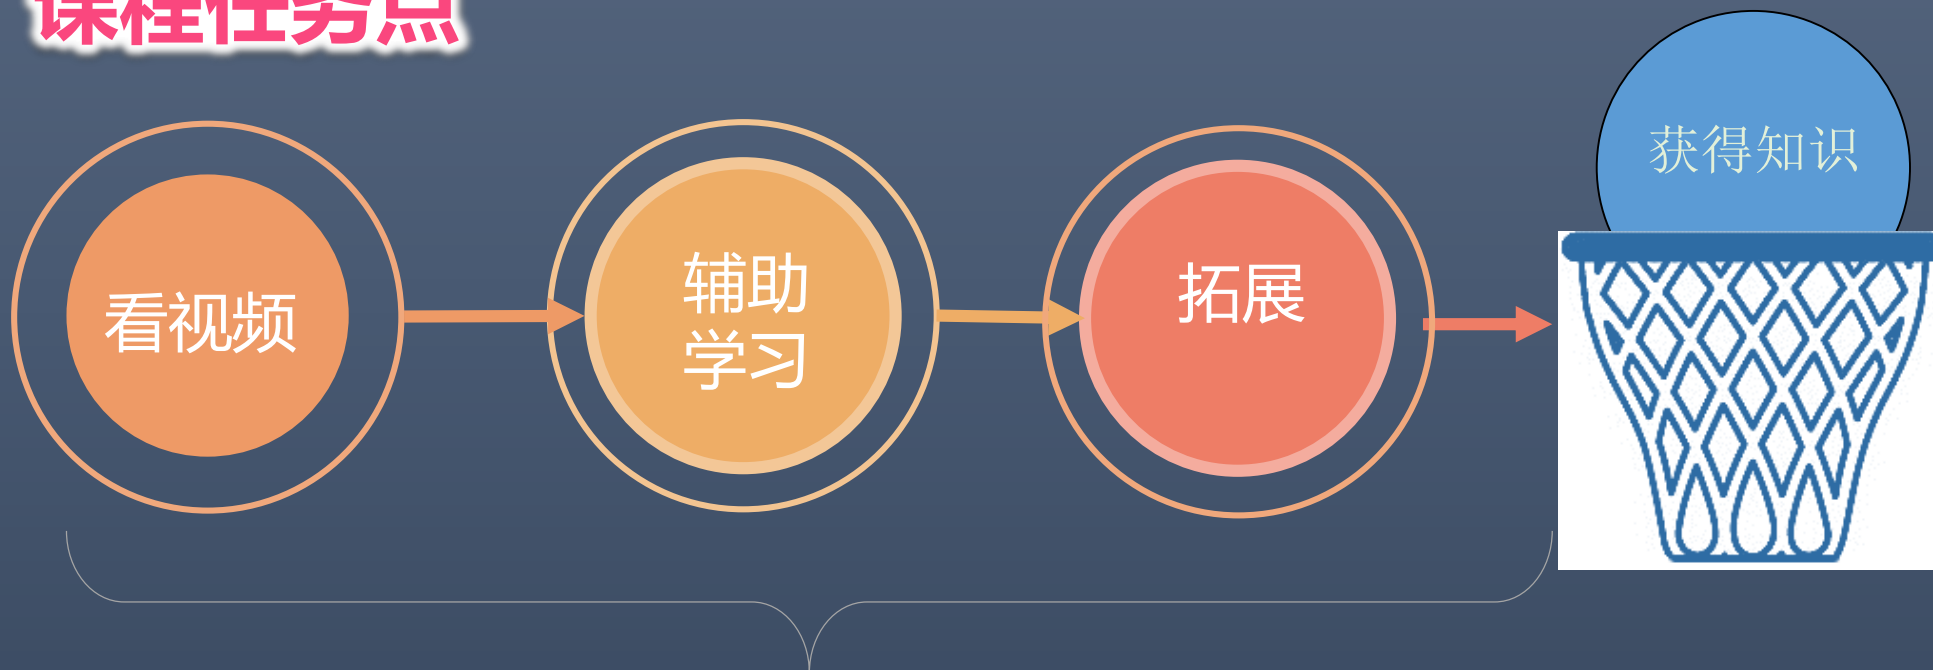 课程任务点
获得知识
看视频
辅助
学习
拓展